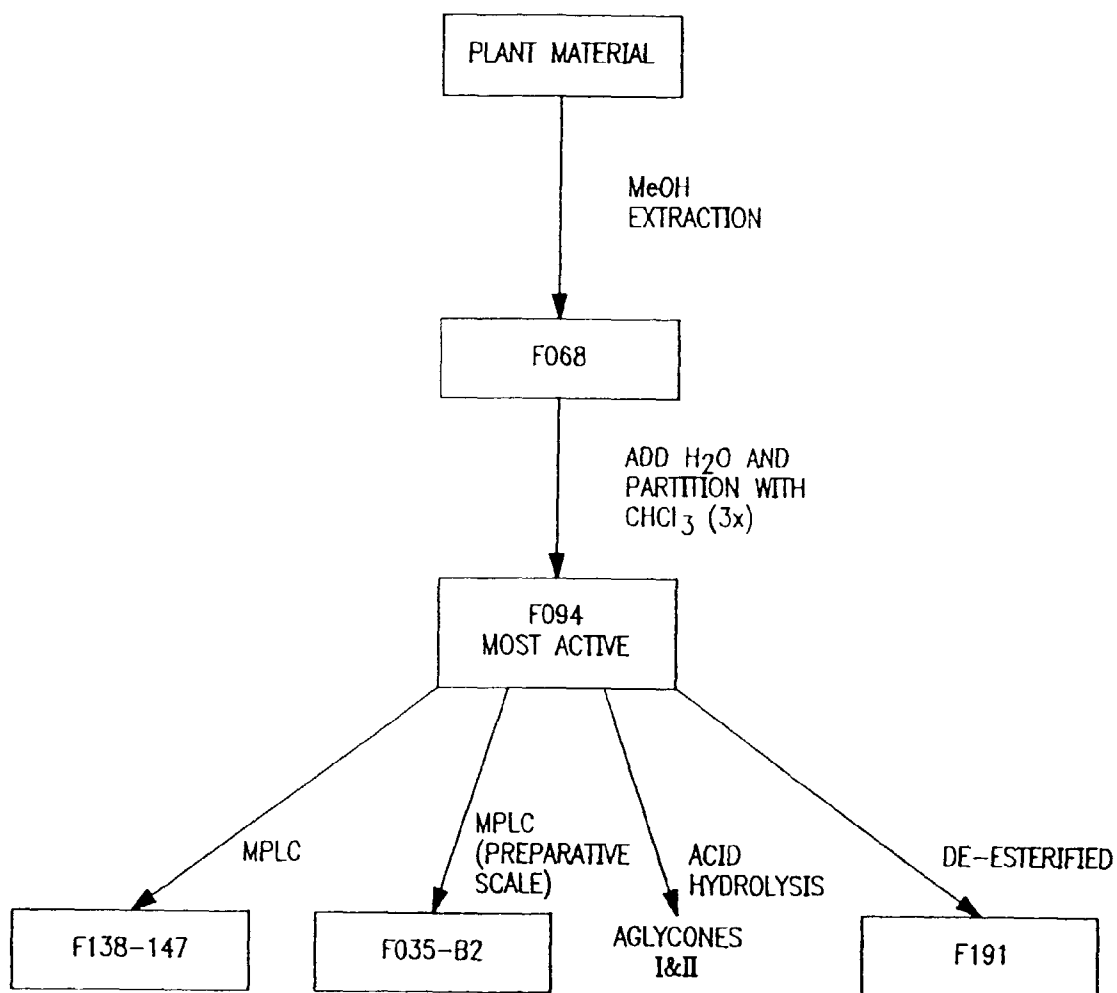 PLANT MATERIAL
MeOH
EXTRACTION
F068
ADD H2O AND
PARTITION WITH
CHCl3 (3x)
F094
MOST ACTIVE
MPLC
MPLC
(PREPARATIVE
SCALE)
ACID
HYDROLYSIS
DE-ESTERIFIED
F138-147
F035-B2
AGLYCONES
I&II
F191